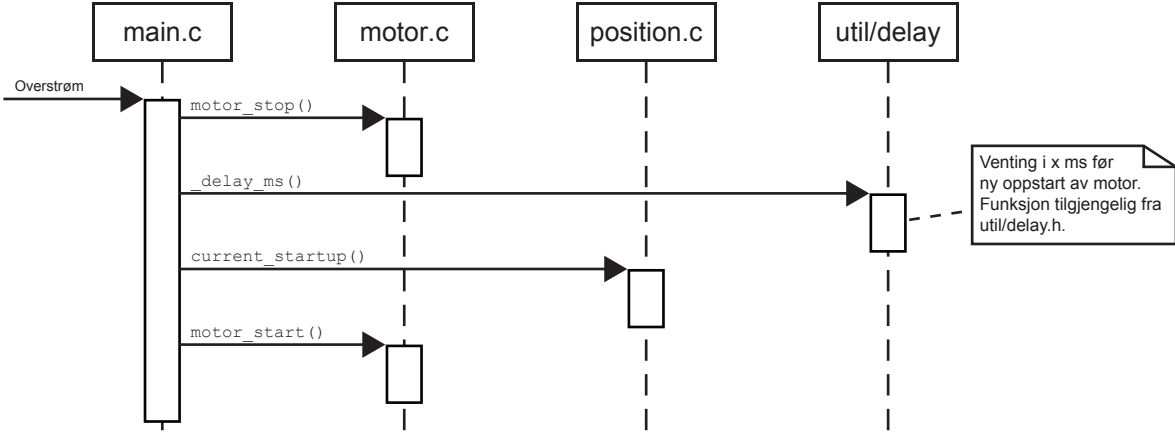 main.c
motor.c
position.c
util/delay
Overstrøm
motor_stop()
_delay_ms()
Venting i x ms før
ny oppstart av motor.
Funksjon tilgjengelig fra
util/delay.h.
current_startup()
motor_start()